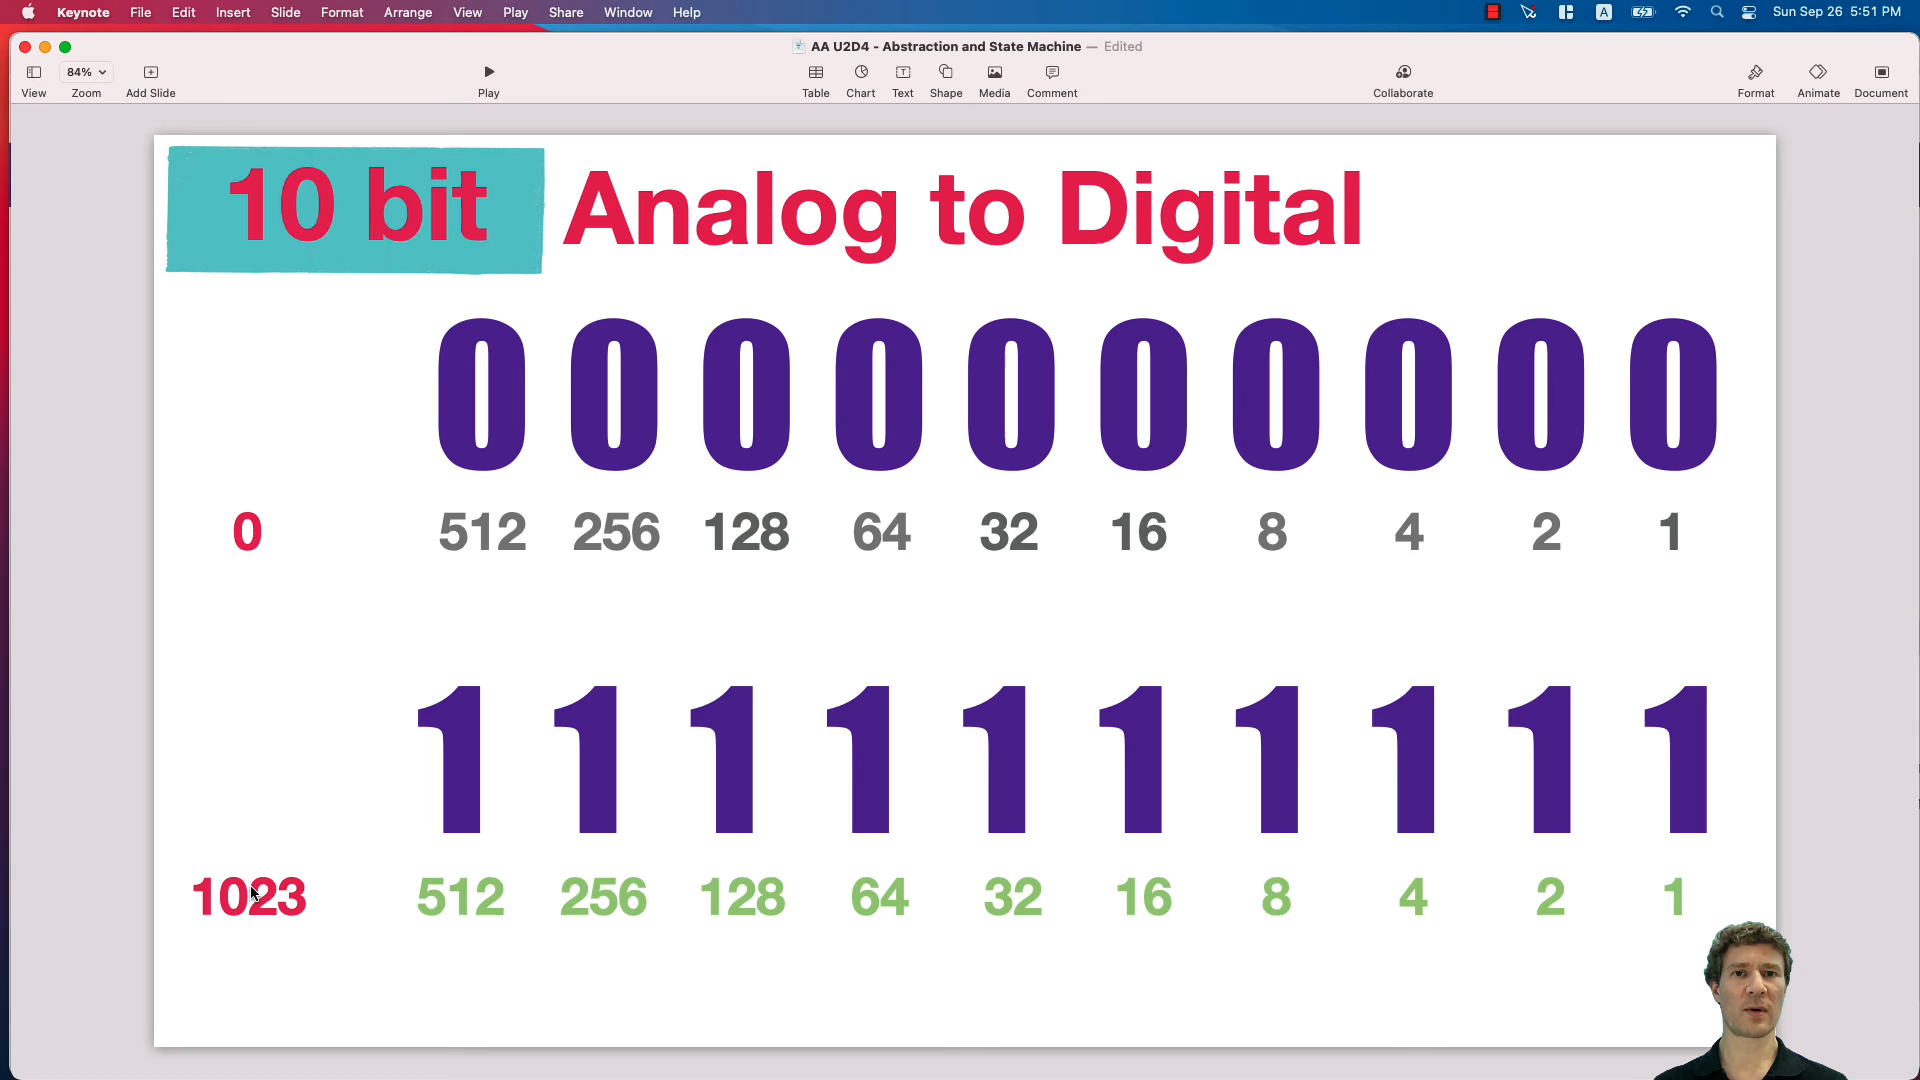 Keynote File Edit Insert Slide Format Arrange View Play Share Window Help A Sun Sep 26 5:51 PM
AA U2D4 - Abstraction and State Machine — Edited
84%
View Zoom Add Slide Play Table Chart Text Shape Media Comment Collaborate Format Animate Document
10 bit Analog to Digital
0 0 0 0 0 0 0 0 0 0
0 512 256 128 64 32 16 8 4 2 1
1 1 1 1 1 1 1 1 1 1
1023 512 256 128 64 32 16 8 4 2 1